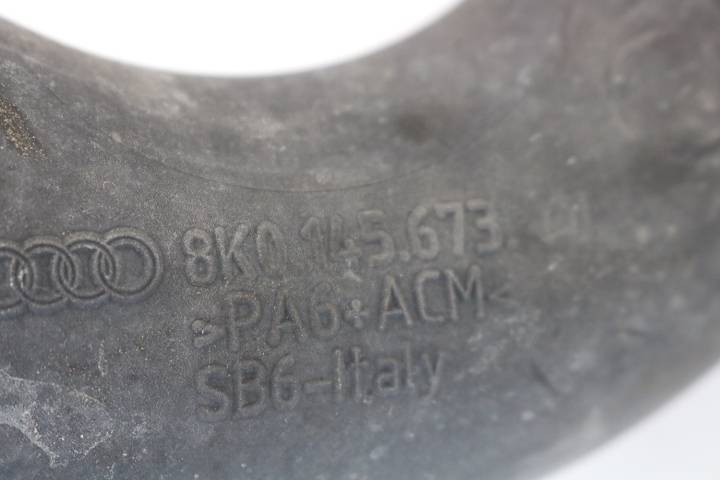 8K0.145.673.
>PA6+ACM<
SB6-Italy